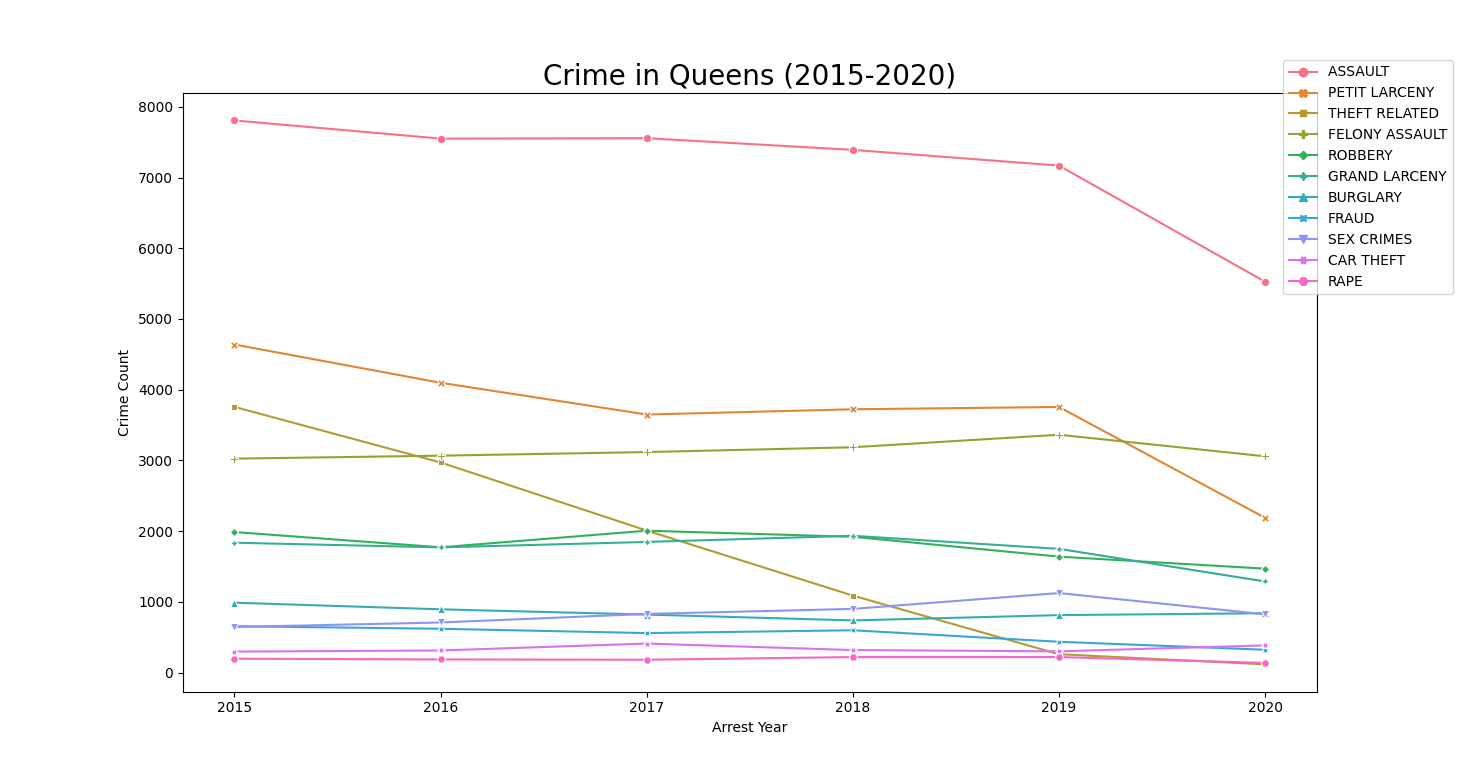 Crime in Queens (2015-2020)
ASSAULT
PETIT LARCENY
THEFT RELATED
FELONY ASSAULT
ROBBERY
GRAND LARCENY
BURGLARY
FRAUD
SEX CRIMES
CAR THEFT
RAPE
8000
7000
6000
5000
4000
3000
2000
1000
0
Crime Count
2015 2016 2017 2018 2019 2020
Arrest Year